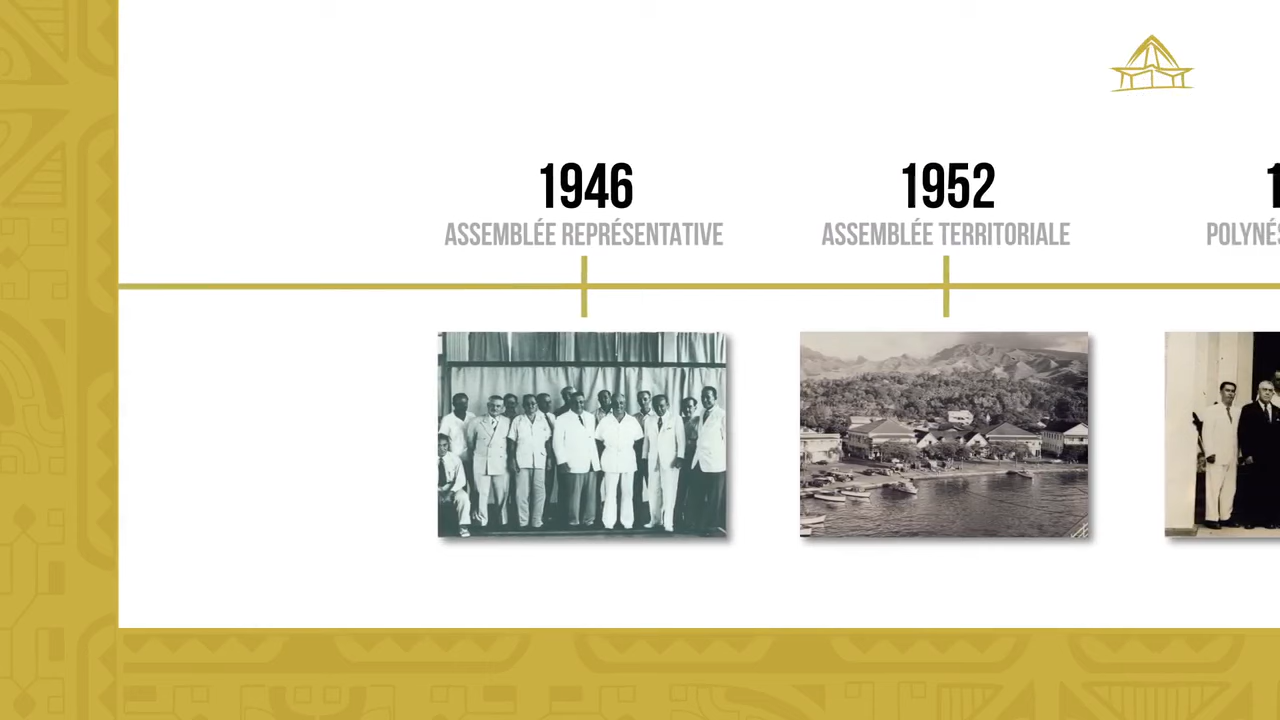 1946
ASSEMBLÉE REPRÉSENTATIVE
1952
ASSEMBLÉE TERRITORIALE